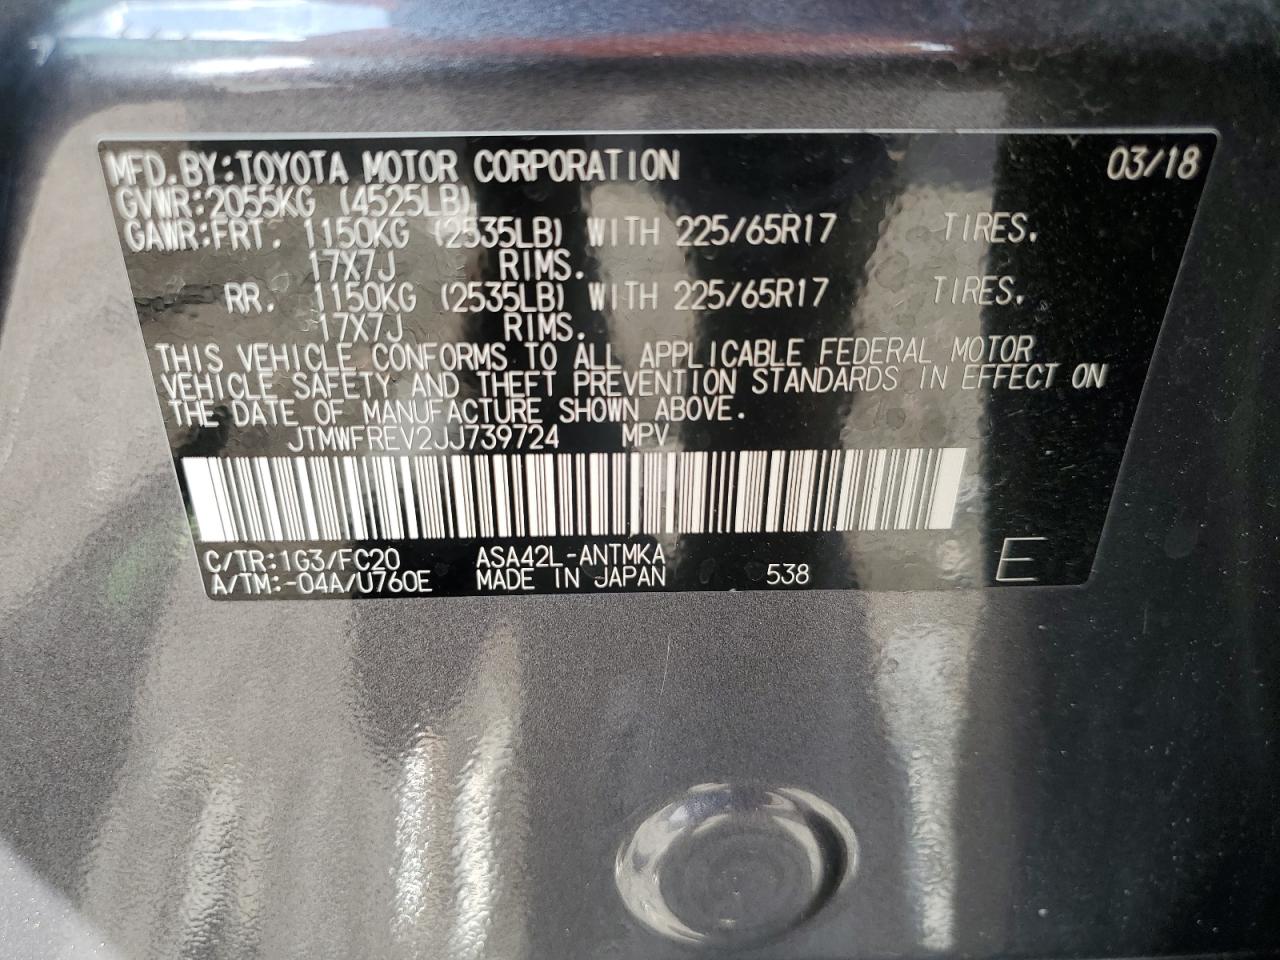 MFD.BY:TOYOTA MOTOR CORPORATION 03/18
GVWR:2055KG (4525LB)
GAWR:FRT. 1150KG (2535LB) WITH 225/65R17 TIRES,
17X7J RIMS.
RR. 1150KG (2535LB) WITH 225/65R17 TIRES,
17X7J RIMS.
THIS VEHICLE CONFORMS TO ALL APPLICABLE FEDERAL MOTOR
VEHICLE SAFETY AND THEFT PREVENTION STANDARDS IN EFFECT ON
THE DATE OF MANUFACTURE SHOWN ABOVE.
JTMWFREV2JJ739724 MPV
C/TR:1G3/FC20 ASA42L-ANTMKA
A/TM:-04A/U760E MADE IN JAPAN 538 E